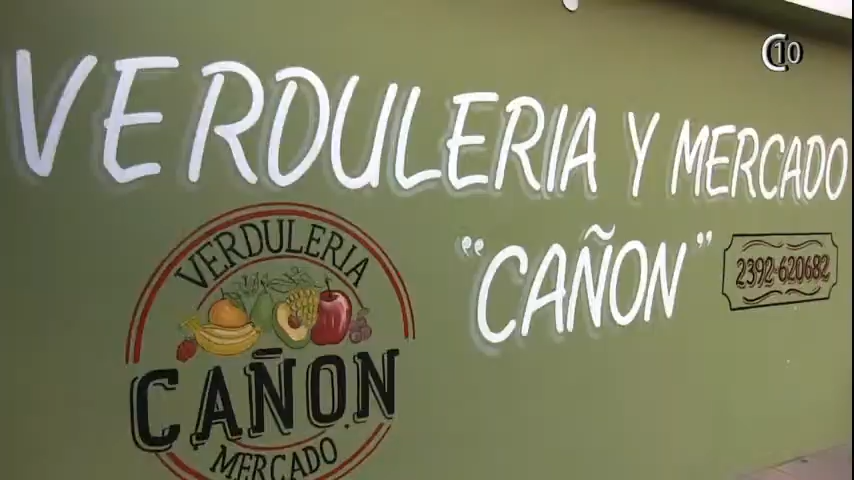 C10
VERDULERIA Y MERCADO
"CAÑON"
2392-620682
VERDULERIA
CAÑON
MERCADO